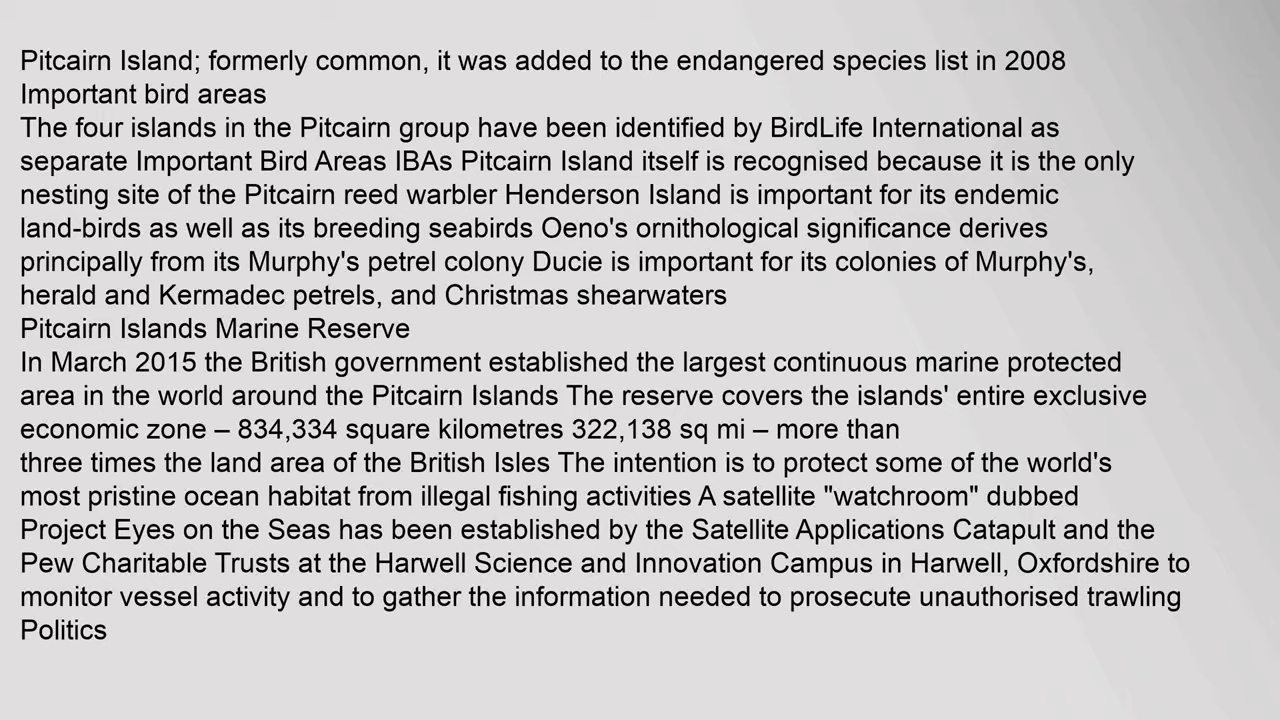 Pitcairn Island; formerly common, it was added to the endangered species list in 2008
Important bird areas
The four islands in the Pitcairn group have been identified by BirdLife International as
separate Important Bird Areas IBAs Pitcairn Island itself is recognised because it is the only
nesting site of the Pitcairn reed warbler Henderson Island is important for its endemic
land-birds as well as its breeding seabirds Oeno's ornithological significance derives
principally from its Murphy's petrel colony Ducie is important for its colonies of Murphy's,
herald and Kermadec petrels, and Christmas shearwaters
Pitcairn Islands Marine Reserve
In March 2015 the British government established the largest continuous marine protected
area in the world around the Pitcairn Islands The reserve covers the islands' entire exclusive
economic zone – 834,334 square kilometres 322,138 sq mi – more than
three times the land area of the British Isles The intention is to protect some of the world's
most pristine ocean habitat from illegal fishing activities A satellite "watchroom" dubbed
Project Eyes on the Seas has been established by the Satellite Applications Catapult and the
Pew Charitable Trusts at the Harwell Science and Innovation Campus in Harwell, Oxfordshire to
monitor vessel activity and to gather the information needed to prosecute unauthorised trawling
Politics